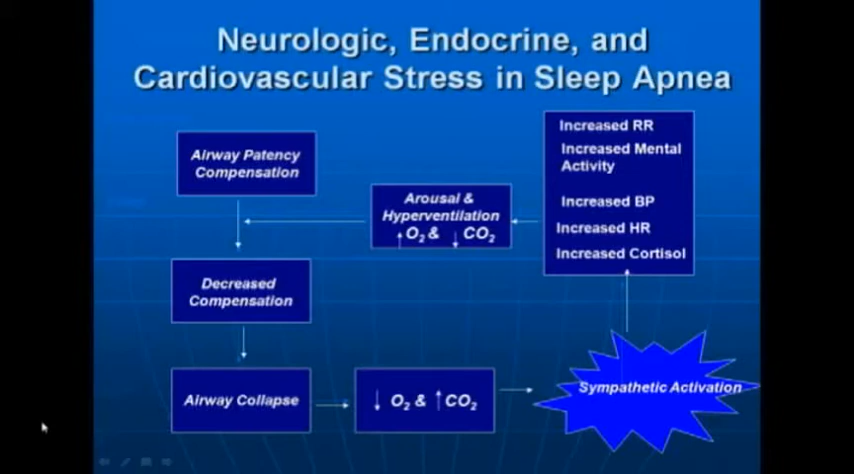 Neurologic, Endocrine, and
Cardiovascular Stress in Sleep Apnea
Airway Patency
Compensation
Arousal &
Hyperventilation
↑ O₂ & ↓ CO₂
Increased RR
Increased Mental
Activity
Increased BP
Increased HR
Increased Cortisol
Decreased
Compensation
Airway Collapse
↓ O₂ & ↑ CO₂
Sympathetic Activation